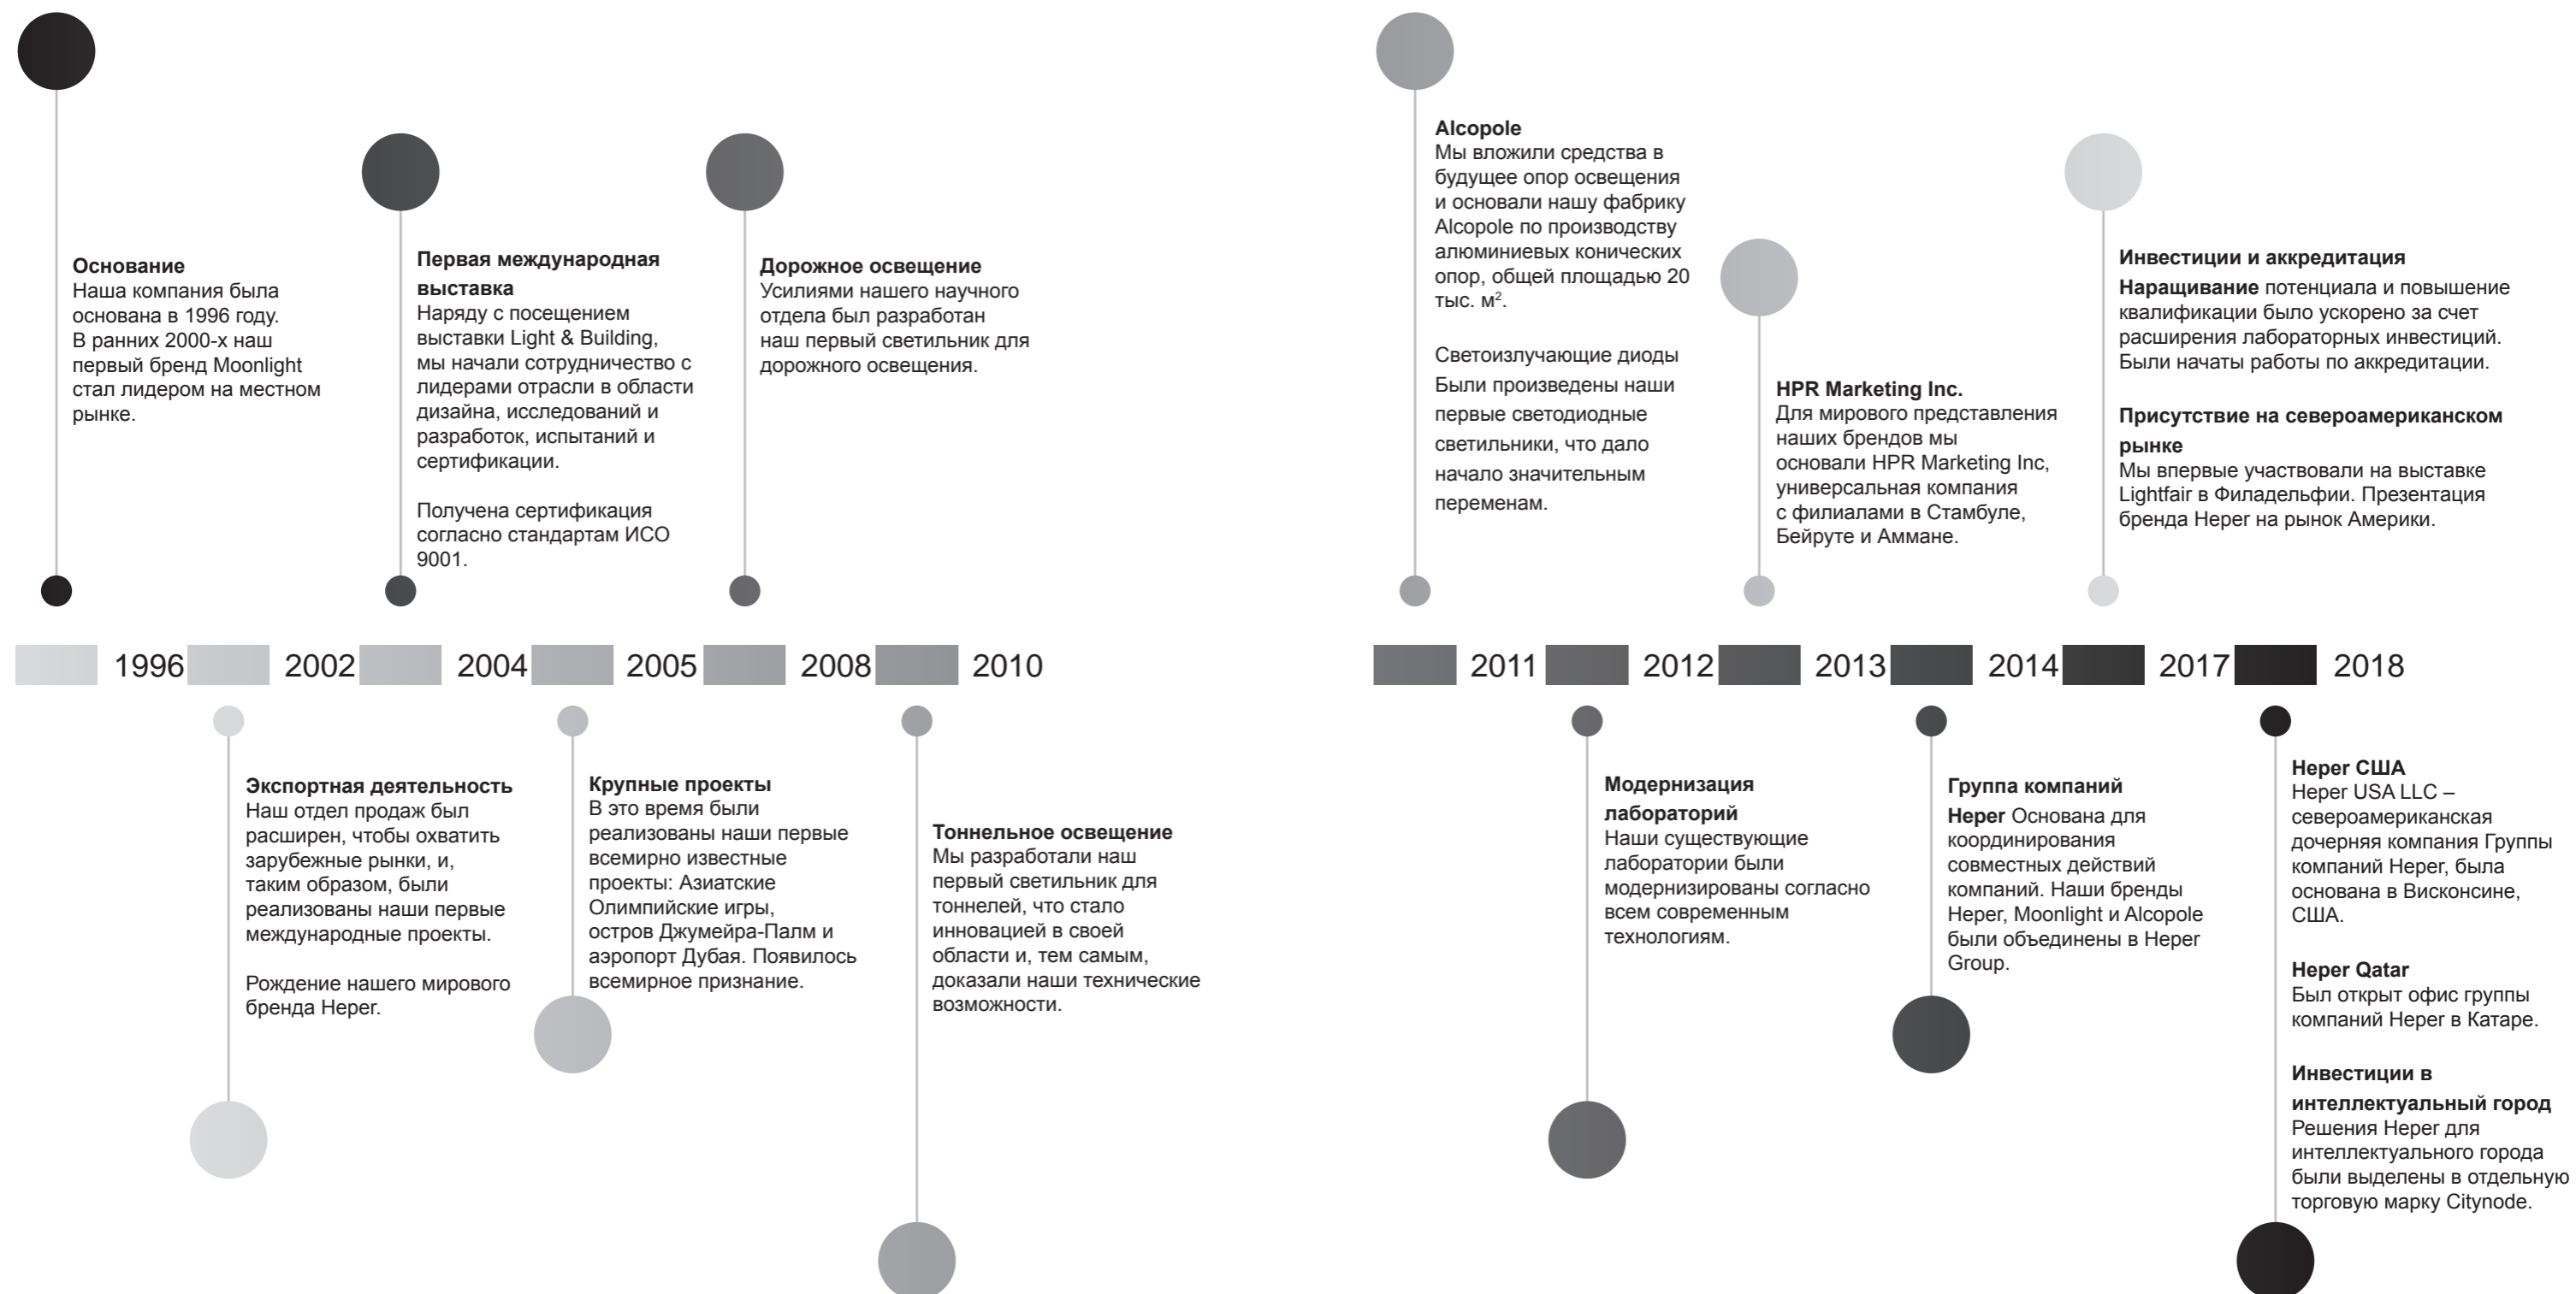 Основание
Наша компания была
основана в 1996 году.
В ранних 2000-х наш
первый бренд Moonlight
стал лидером на местном
рынке.
Первая международная
выставка
Наряду с посещением
выставки Light & Building,
мы начали сотрудничество с
лидерами отрасли в области
дизайна, исследований и
разработок, испытаний и
сертификации.
Получена сертификация
согласно стандартам ИСО
9001.
Дорожное освещение
Усилиями нашего научного
отдела был разработан
наш первый светильник для
дорожного освещения.
Alcopole
Мы вложили средства в
будущее опор освещения
и основали нашу фабрику
Alcopole по производству
алюминиевых конических
опор, общей площадью 20
тыс. м².
Светоизлучающие диоды
Были произведены наши
первые светодиодные
светильники, что дало
начало значительным
переменам.
HPR Marketing Inc.
Для мирового представления
наших брендов мы
основали HPR Marketing Inc,
универсальная компания
с филиалами в Стамбуле,
Бейруте и Аммане.
Инвестиции и аккредитация
Наращивание потенциала и повышение
квалификации было ускорено за счет
расширения лабораторных инвестиций.
Были начаты работы по аккредитации.
Присутствие на североамериканском
рынке
Мы впервые участвовали на выставке
Lightfair в Филадельфии. Презентация
бренда Heper на рынок Америки.
1996 2002 2004 2005 2008 2010 2011 2012 2013 2014 2017 2018
Экспортная деятельность
Наш отдел продаж был
расширен, чтобы охватить
зарубежные рынки, и,
таким образом, были
реализованы наши первые
международные проекты.
Рождение нашего мирового
бренда Heper.
Крупные проекты
В это время были
реализованы наши первые
всемирно известные
проекты: Азиатские
Олимпийские игры,
остров Джумейра-Палм и
аэропорт Дубая. Появилось
всемирное признание.
Тоннельное освещение
Мы разработали наш
первый светильник для
тоннелей, что стало
инновацией в своей
области и, тем самым,
доказали наши технические
возможности.
Модернизация
лабораторий
Наши существующие
лаборатории были
модернизированы согласно
всем современным
технологиям.
Группа компаний
Heper Основана для
координирования
совместных действий
компаний. Наши бренды
Heper, Moonlight и Alcopole
были объединены в Heper
Group.
Heper США
Heper USA LLC –
североамериканская
дочерняя компания Группы
компаний Heper, была
основана в Висконсине,
США.
Heper Qatar
Был открыт офис группы
компаний Heper в Катаре.
Инвестиции в
интеллектуальный город
Решения Heper для
интеллектуального города
были выделены в отдельную
торговую марку Citynode.